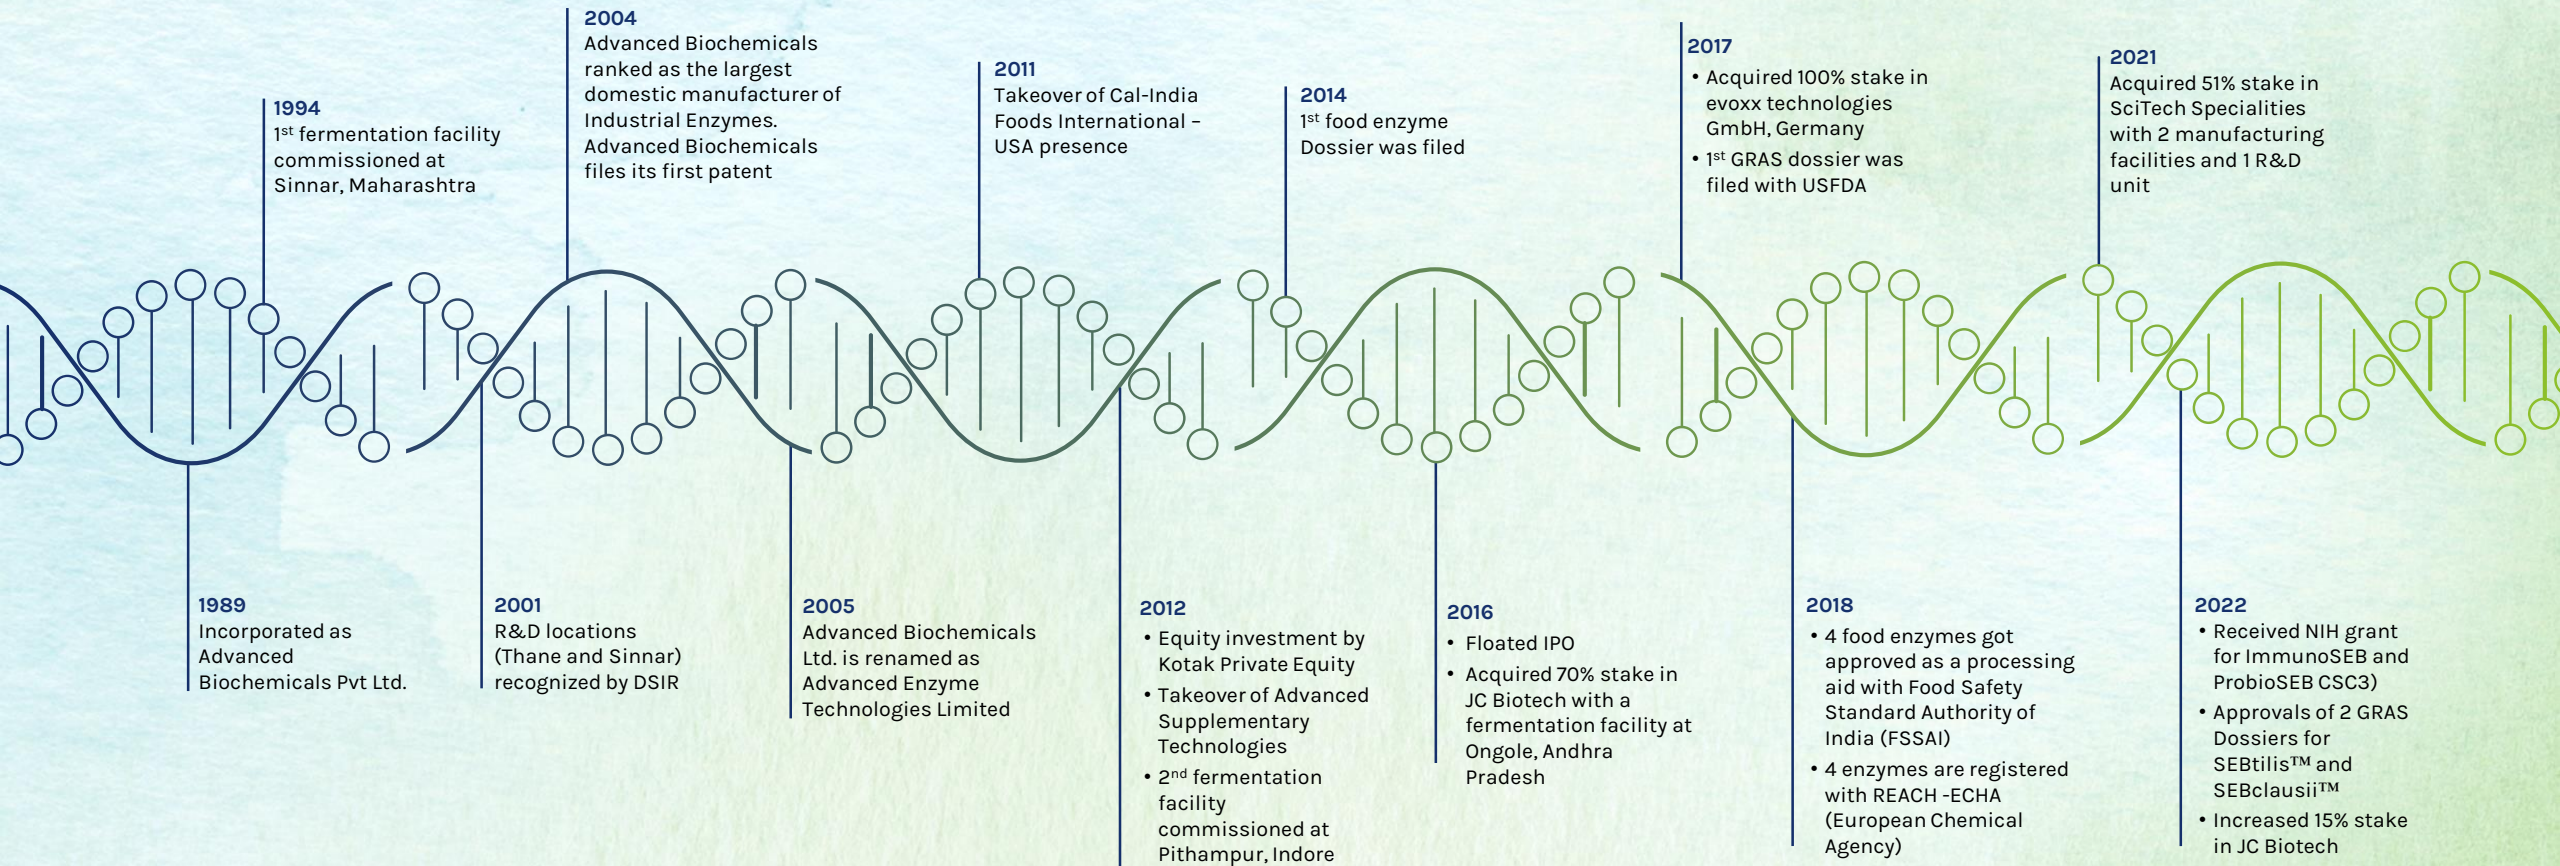 1994
1st fermentation facility
commissioned at
Sinnar, Maharashtra
2004
Advanced Biochemicals
ranked as the largest
domestic manufacturer of
Industrial Enzymes.
Advanced Biochemicals
files its first patent
2011
Takeover of Cal-India
Foods International –
USA presence
2014
1st food enzyme
Dossier was filed
2017
• Acquired 100% stake in
evoxx technologies
GmbH, Germany
• 1st GRAS dossier was
filed with USFDA
2021
Acquired 51% stake in
SciTech Specialities
with 2 manufacturing
facilities and 1 R&D
unit
1989
Incorporated as
Advanced
Biochemicals Pvt Ltd.
2001
R&D locations
(Thane and Sinnar)
recognized by DSIR
2005
Advanced Biochemicals
Ltd. is renamed as
Advanced Enzyme
Technologies Limited
2012
• Equity investment by
Kotak Private Equity
• Takeover of Advanced
Supplementary
Technologies
• 2nd fermentation
facility
commissioned at
Pithampur, Indore
2016
• Floated IPO
• Acquired 70% stake in
JC Biotech with a
fermentation facility at
Ongole, Andhra
Pradesh
2018
• 4 food enzymes got
approved as a processing
aid with Food Safety
Standard Authority of
India (FSSAI)
• 4 enzymes are registered
with REACH -ECHA
(European Chemical
Agency)
2022
• Received NIH grant
for ImmunoSEB and
ProbioSEB CSC3)
• Approvals of 2 GRAS
Dossiers for
SEBtilis™ and
SEBclausii™
• Increased 15% stake
in JC Biotech